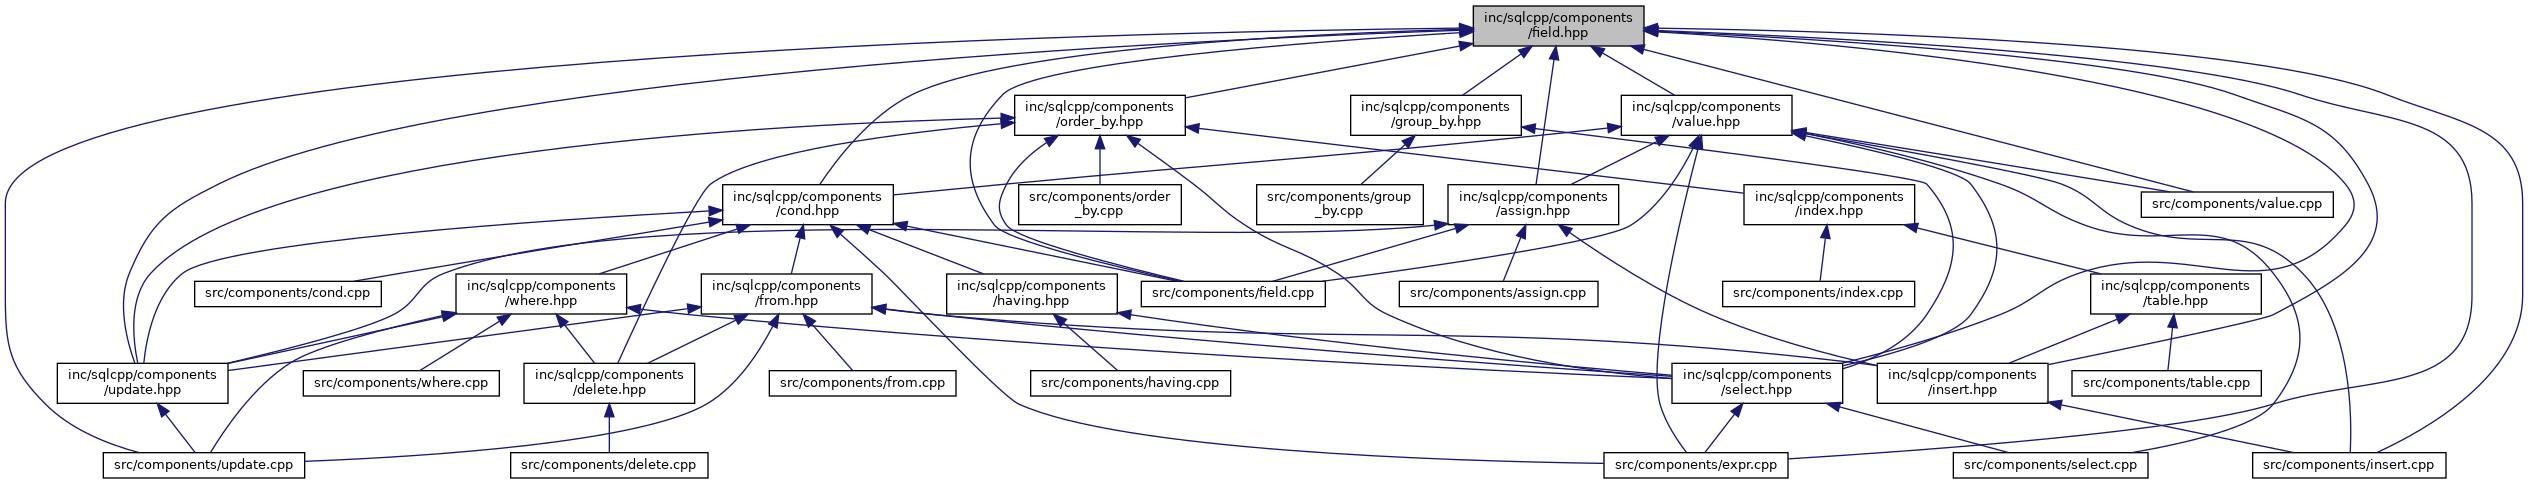 inc/sqlcpp/components
/field.hpp
inc/sqlcpp/components
/order_by.hpp
inc/sqlcpp/components
/group_by.hpp
inc/sqlcpp/components
/value.hpp
inc/sqlcpp/components
/cond.hpp
src/components/order
_by.cpp
src/components/group
_by.cpp
inc/sqlcpp/components
/assign.hpp
inc/sqlcpp/components
/index.hpp
src/components/value.cpp
src/components/cond.cpp
inc/sqlcpp/components
/where.hpp
inc/sqlcpp/components
/from.hpp
inc/sqlcpp/components
/having.hpp
src/components/field.cpp
src/components/assign.cpp
src/components/index.cpp
inc/sqlcpp/components
/table.hpp
inc/sqlcpp/components
/update.hpp
src/components/where.cpp
inc/sqlcpp/components
/delete.hpp
src/components/from.cpp
src/components/having.cpp
inc/sqlcpp/components
/select.hpp
inc/sqlcpp/components
/insert.hpp
src/components/table.cpp
src/components/update.cpp
src/components/delete.cpp
src/components/expr.cpp
src/components/select.cpp
src/components/insert.cpp